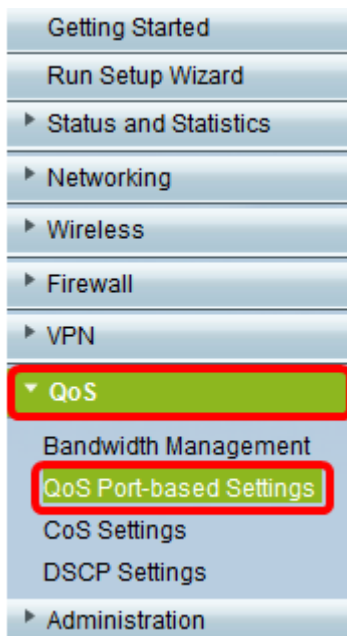 Getting Started
Run Setup Wizard
Status and Statistics
Networking
Wireless
Firewall
VPN
QoS
Bandwidth Management
QoS Port-based Settings
CoS Settings
DSCP Settings
Administration